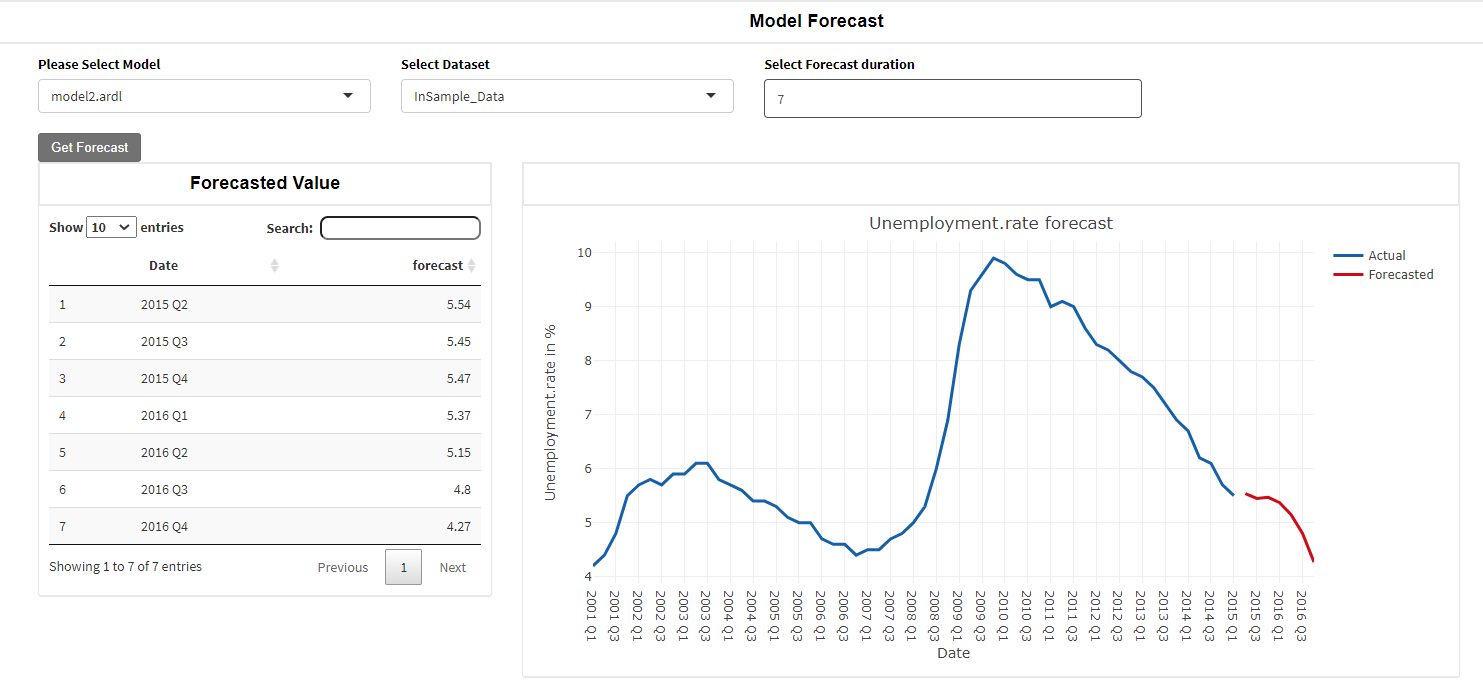 Model Forecast
Please Select Model
Select Dataset
Select Forecast duration
model2.ardl
InSample_Data
7
Get Forecast
Forecasted Value
Show 10 entries
Search:
Date forecast
1 2015 Q2 5.54
2 2015 Q3 5.45
3 2015 Q4 5.47
4 2016 Q1 5.37
5 2016 Q2 5.15
6 2016 Q3 4.8
7 2016 Q4 4.27
Showing 1 to 7 of 7 entries
Previous 1 Next
Unemployment.rate forecast
Actual
Forecasted
Unemployment.rate in %
10
9
8
7
6
5
4
2001 Q1
2001 Q3
2002 Q1
2002 Q3
2003 Q1
2003 Q3
2004 Q1
2004 Q3
2005 Q1
2005 Q3
2006 Q1
2006 Q3
2007 Q1
2007 Q3
2008 Q1
2008 Q3
2009 Q1
2009 Q3
2010 Q1
2010 Q3
2011 Q1
2011 Q3
2012 Q1
2012 Q3
2013 Q1
2013 Q3
2014 Q1
2014 Q3
2015 Q1
2015 Q3
2016 Q1
2016 Q3
Date